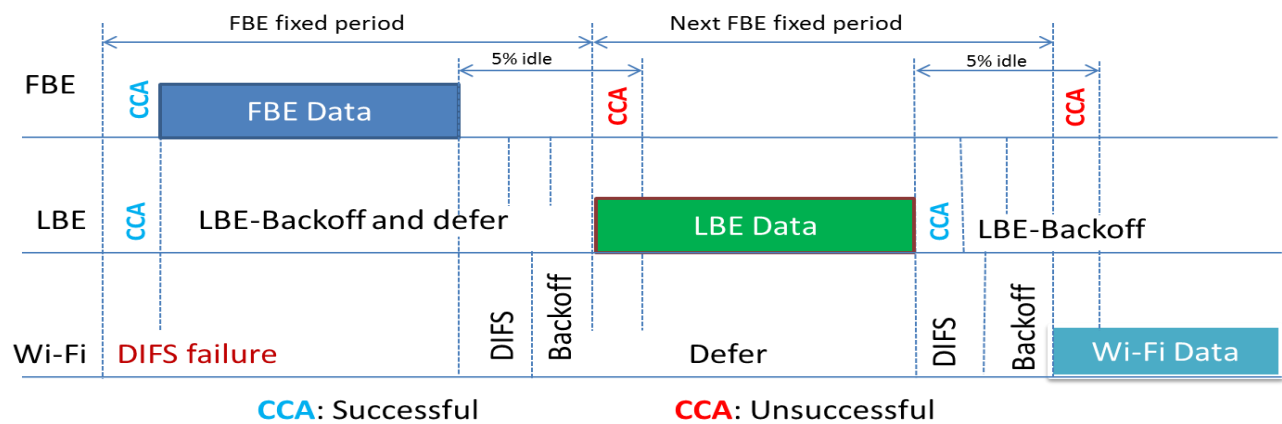 FBE fixed period
Next FBE fixed period
5% idle
5% idle
FBE
CCA
FBE Data
CCA
CCA
LBE
CCA
LBE-Backoff and defer
LBE Data
CCA
LBE-Backoff
Wi-Fi
DIFS failure
DIFS
Backoff
Defer
DIFS
Backoff
Wi-Fi Data
CCA: Successful
CCA: Unsuccessful